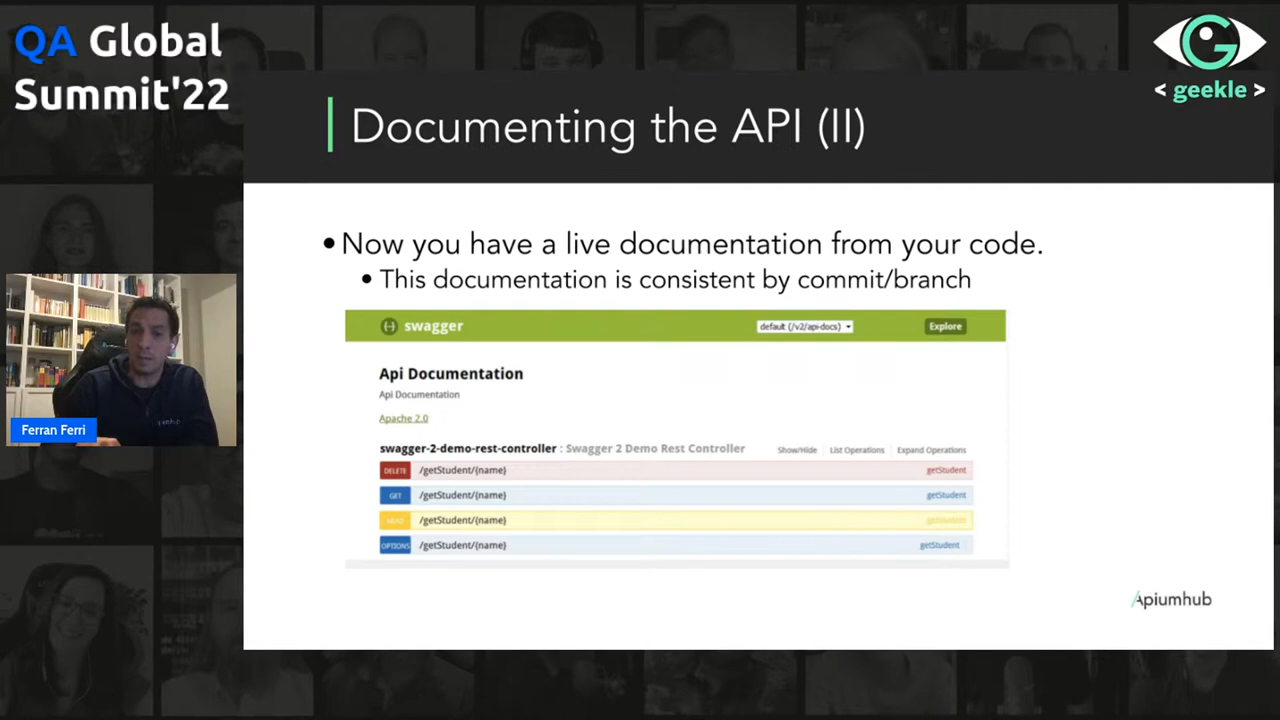 QA Global
Summit'22
< geekle >
Documenting the API (II)
• Now you have a live documentation from your code.
• This documentation is consistent by commit/branch
swagger
default (/v2/api-docs)
Explore
Api Documentation
Api Documentation
Apache 2.0
swagger-2-demo-rest-controller : Swagger 2 Demo Rest Controller
Show/Hide | List Operations | Expand Operations
DELETE /getStudent/{name} getStudent
GET /getStudent/{name} getStudent
HEAD /getStudent/{name} getStudent
OPTIONS /getStudent/{name} getStudent
Ferran Ferri
Apiumhub